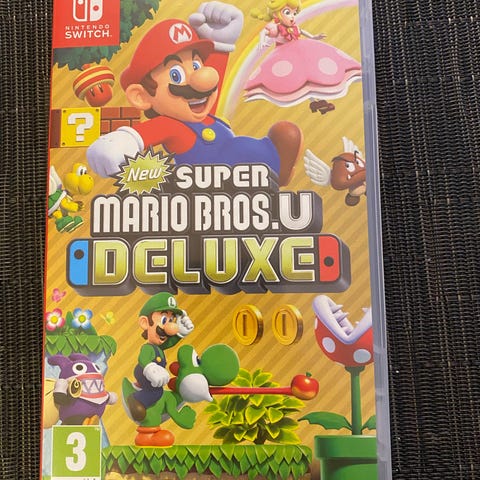 NINTENDO
SWITCH
M
?
New SUPER
MARIO BROS.U
DELUXE
L
3